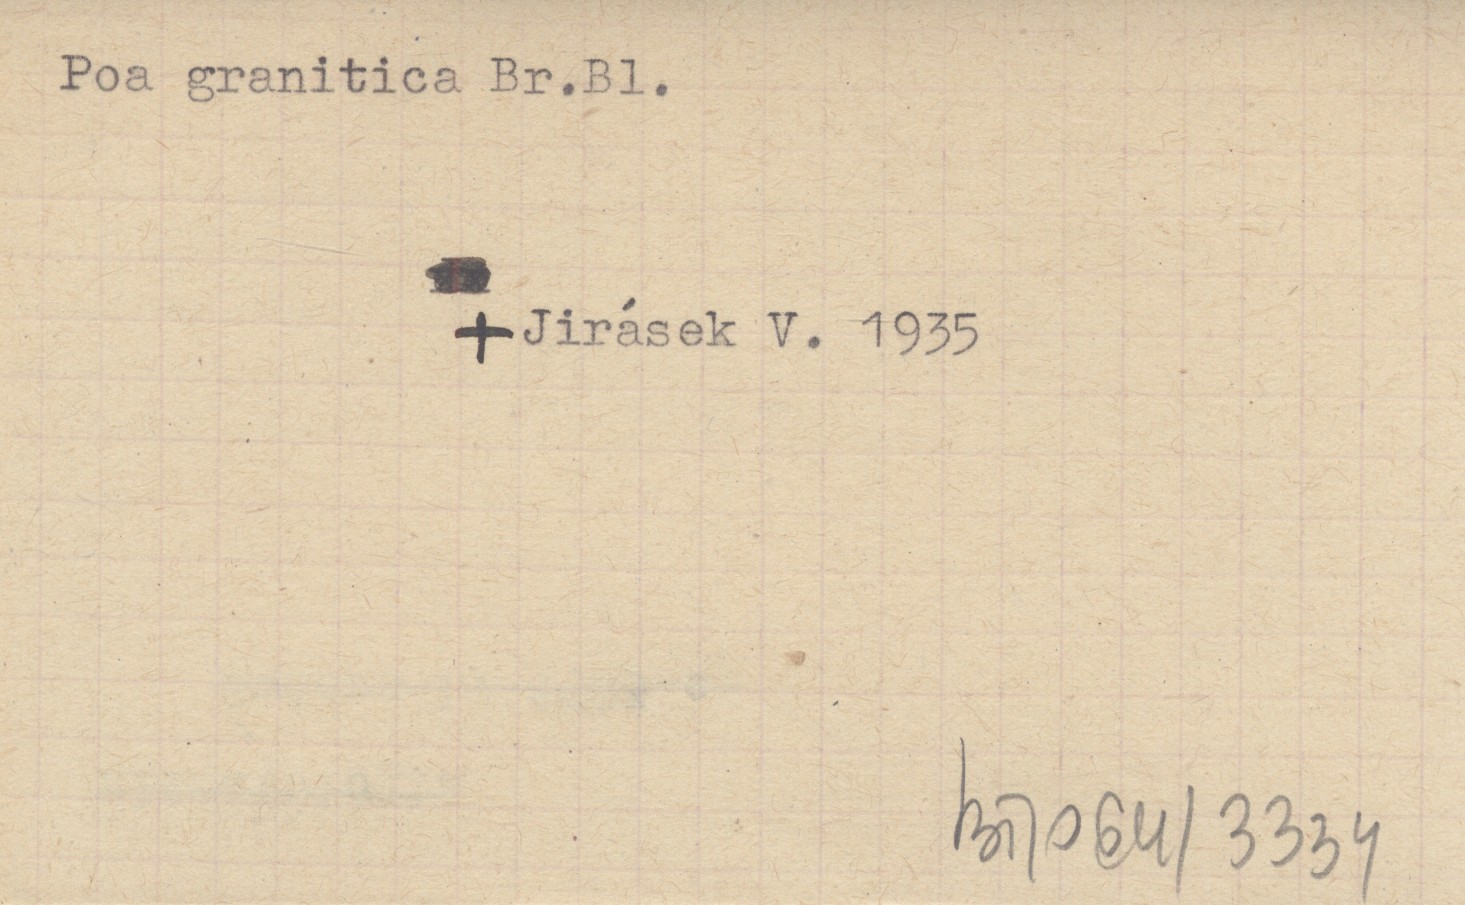 Poa granitica Br.Bl.
+ Jirásek V. 1935
3334